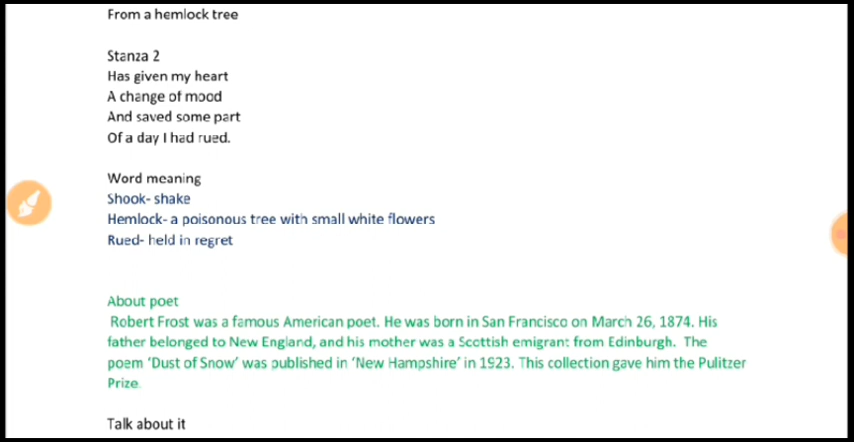 From a hemlock tree
Stanza 2
Has given my heart
A change of mood
And saved some part
Of a day I had rued.
Word meaning
Shook- shake
Hemlock- a poisonous tree with small white flowers
Rued- held in regret
About poet
Robert Frost was a famous American poet. He was born in San Francisco on March 26, 1874. His
father belonged to New England, and his mother was a Scottish emigrant from Edinburgh. The
poem ‘Dust of Snow’ was published in ‘New Hampshire’ in 1923. This collection gave him the Pulitzer
Prize.
Talk about it